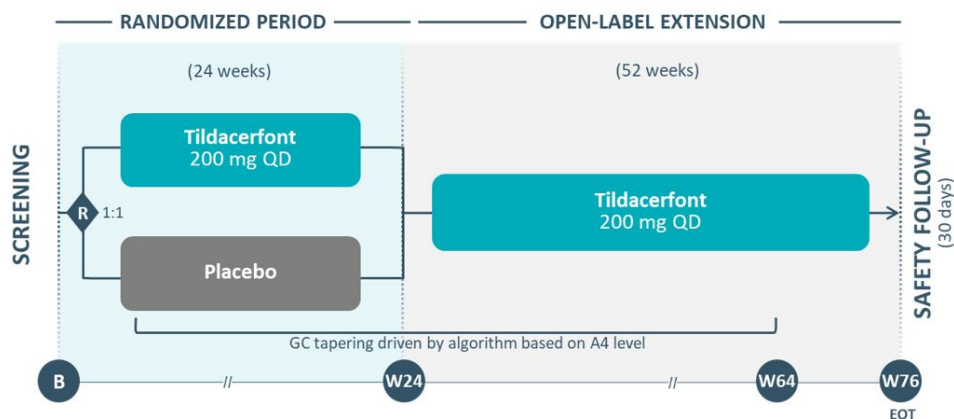 RANDOMIZED PERIOD
OPEN-LABEL EXTENSION
(24 weeks)
(52 weeks)
SCREENING
Tildacerfont
200 mg QD
R
1:1
Placebo
Tildacerfont
200 mg QD
SAFETY FOLLOW-UP
(30 days)
GC tapering driven by algorithm based on A4 level
B
//
W24
//
W64
W76
EOT